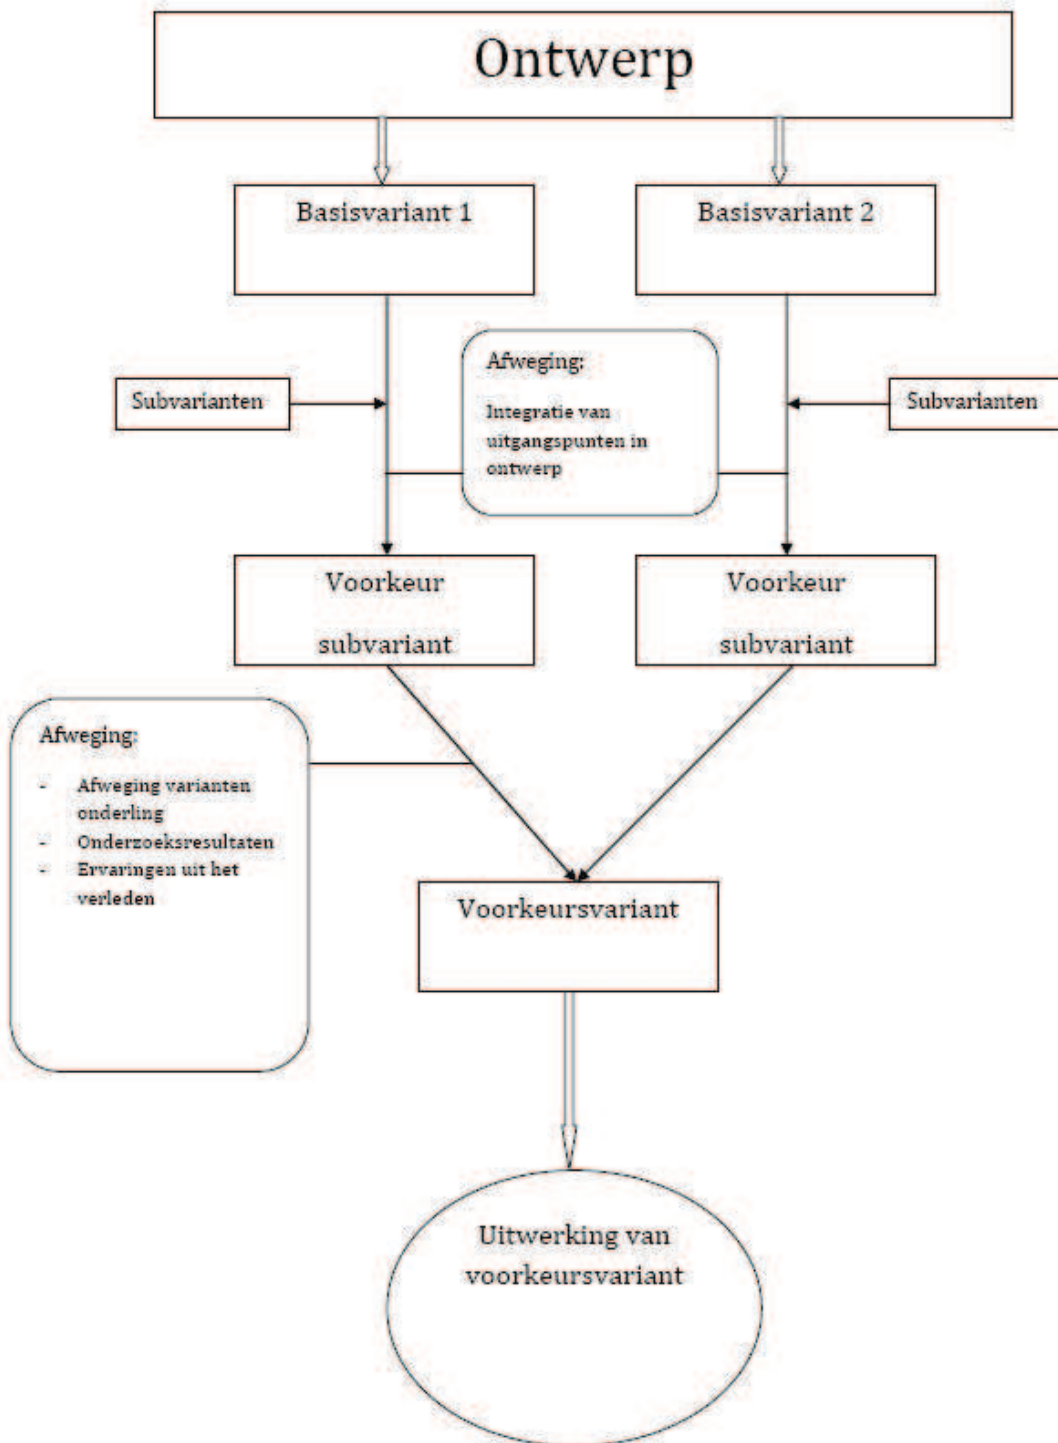 Ontwerp
Basisvariant 1
Basisvariant 2
Afweging:
Integratie van
uitgangspunten in
ontwerp
Subvarianten
Subvarianten
Voorkeur
subvariant
Voorkeur
subvariant
Afweging:
- Afweging varianten
onderling
- Onderzoeksresultaten
- Ervaringen uit het
verleden
Voorkeursvariant
Uitwerking van
voorkeursvariant